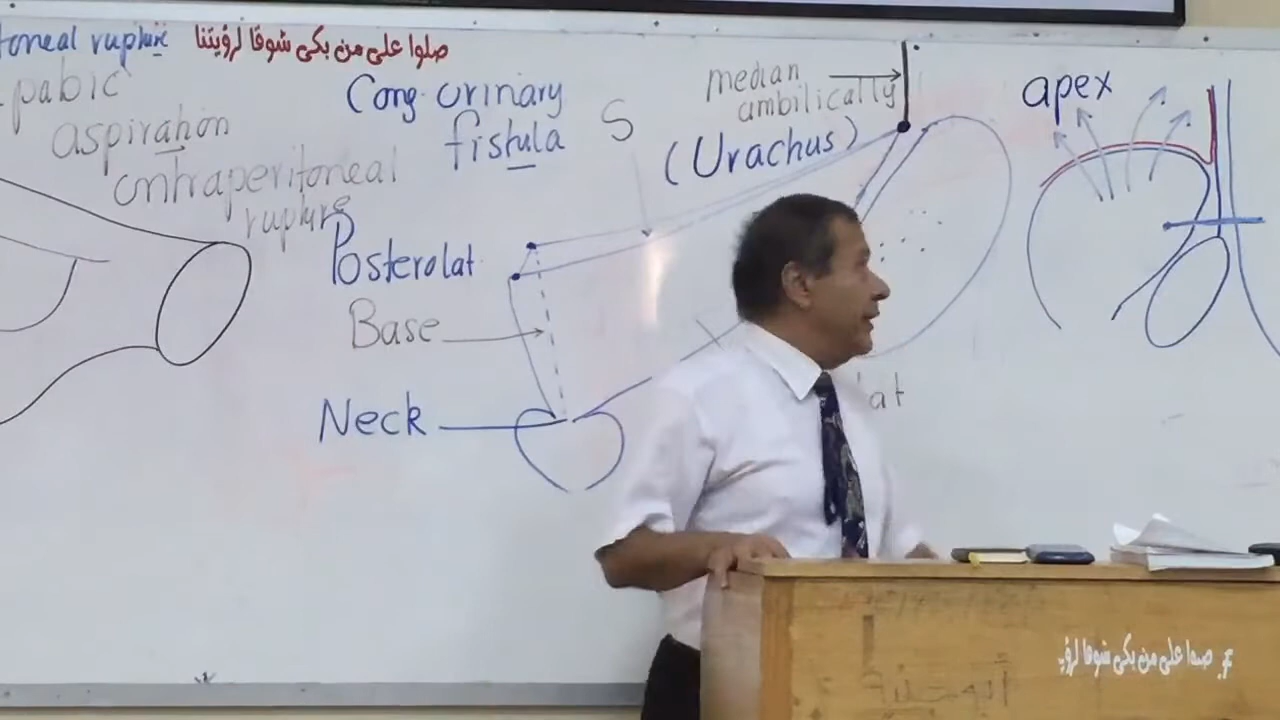 toneal rupture صلوا على من بكى شوقا لرؤيتنا
pubic
aspiration
intraperitoneal
rupture
Cong. urinary
fistula
S
median
umbilically
(Urachus)
apex
Posterolat
Base
Neck
lat
صلوا على من بكى شوقا لرؤي